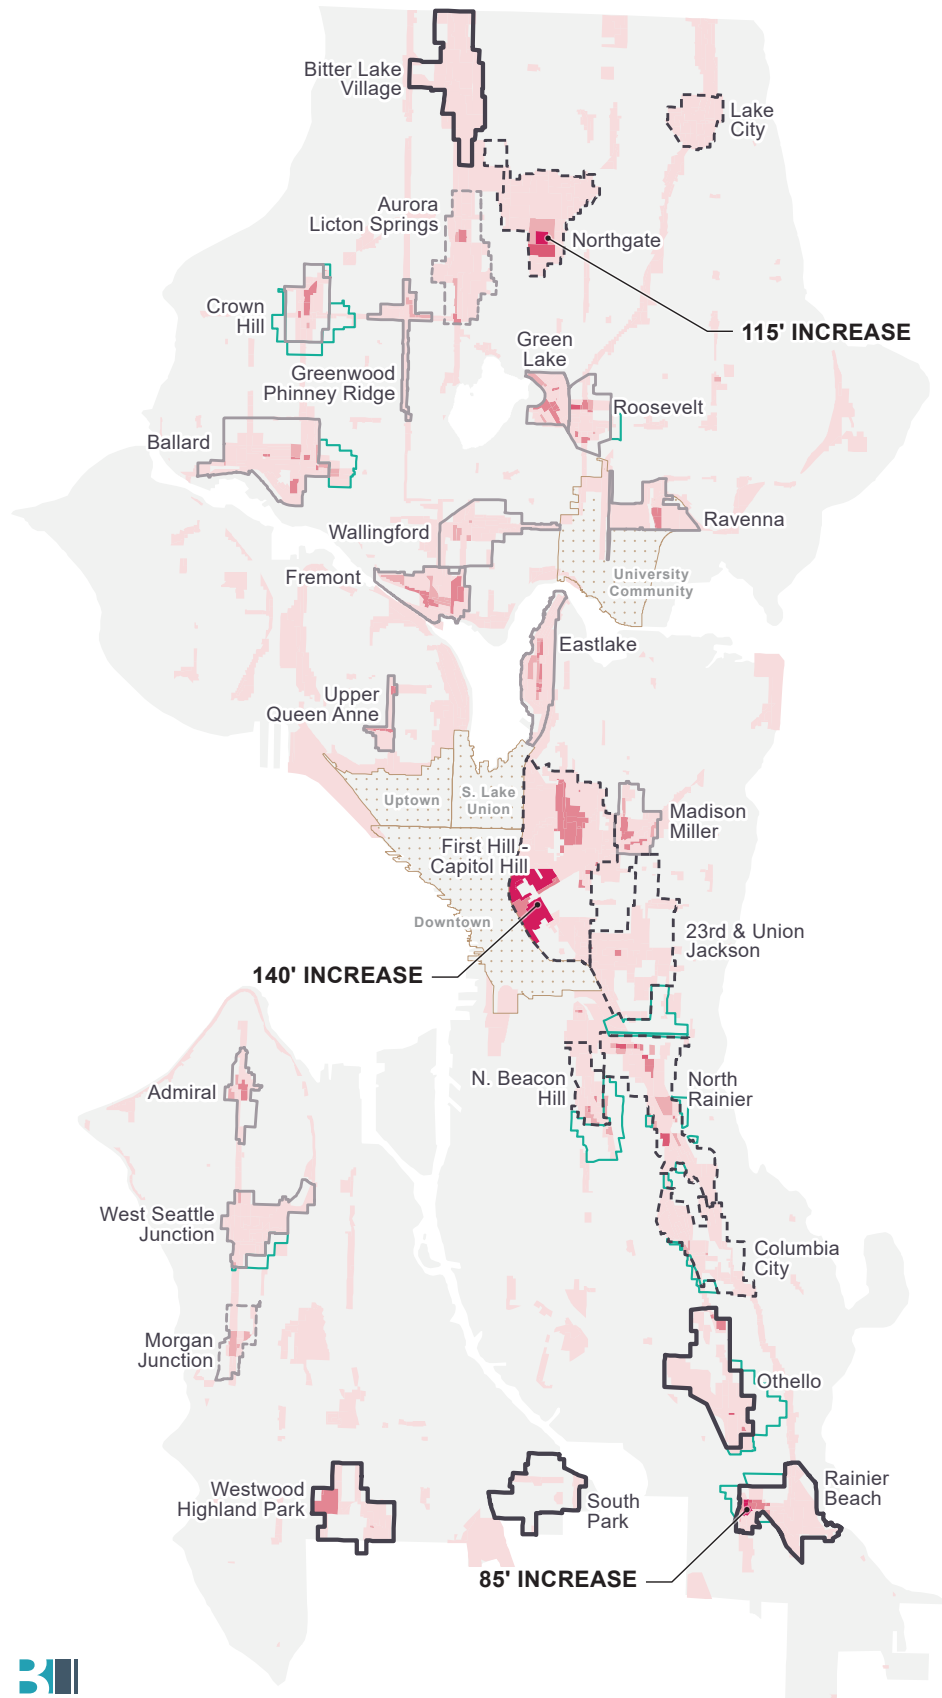 Bitter Lake
Village
Lake
City
Aurora
Licton Springs
Northgate
Crown
Hill
115' INCREASE
Green
Lake
Greenwood
Phinney Ridge
Roosevelt
Ballard
Ravenna
Wallingford
Fremont
University
Community
Eastlake
Upper
Queen Anne
Uptown
S. Lake
Union
Madison
Miller
First Hill -
Capitol Hill
Downtown
23rd & Union
Jackson
140' INCREASE
N. Beacon
Hill
North
Rainier
Admiral
West Seattle
Junction
Columbia
City
Morgan
Junction
Othello
Westwood
Highland Park
South
Park
Rainier
Beach
85' INCREASE